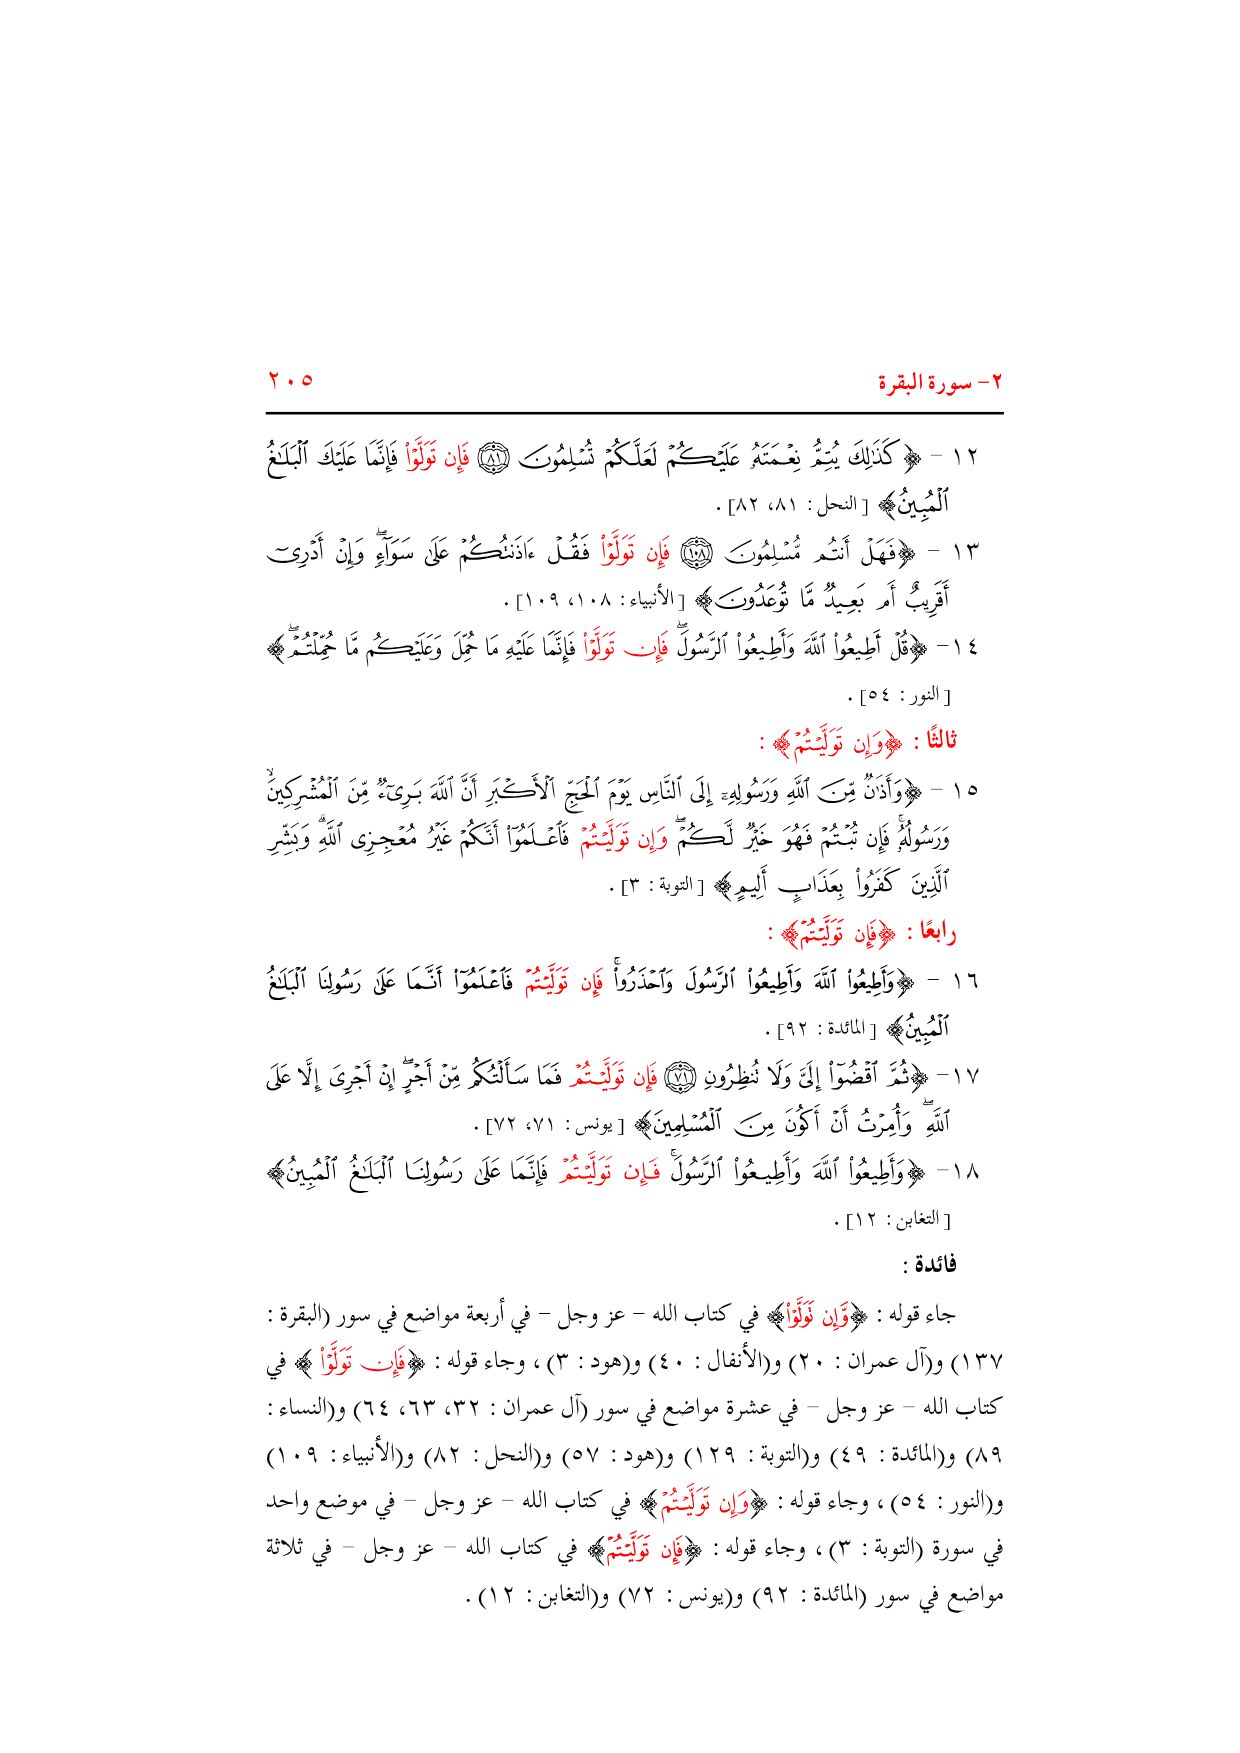 ٢- سورة البقرة ٢٠٥
١٢ - ﴿كَذَٰلِكَ يُتِمُّ نِعْمَتَهُۥ عَلَيْكُمْ لَعَلَّكُمْ تُسْلِمُونَ ۝٨١ فَإِن تَوَلَّوْا۟ فَإِنَّمَا عَلَيْكَ ٱلْبَلَٰغُ
ٱلْمُبِينُ﴾ [النحل: ٨١، ٨٢].
١٣ - ﴿فَهَلْ أَنتُم مُّسْلِمُونَ ۝١٠٨ فَإِن تَوَلَّوْا۟ فَقُلْ ءَاذَنتُكُمْ عَلَىٰ سَوَآءٍۖ وَإِنْ أَدْرِىٓ
أَقَرِيبٌ أَم بَعِيدٌ مَّا تُوعَدُونَ﴾ [الأنبياء: ١٠٨، ١٠٩].
١٤- ﴿قُلْ أَطِيعُوا۟ ٱللَّهَ وَأَطِيعُوا۟ ٱلرَّسُولَۖ فَإِن تَوَلَّوْا۟ فَإِنَّمَا عَلَيْهِ مَا حُمِّلَ وَعَلَيْكُم مَّا حُمِّلْتُمْۖ﴾
[النور: ٥٤].
ثالثًا: ﴿وَإِن تَوَلَّيْتُمْ﴾:
١٥ - ﴿وَأَذَٰنٌ مِّنَ ٱللَّهِ وَرَسُولِهِۦٓ إِلَى ٱلنَّاسِ يَوْمَ ٱلْحَجِّ ٱلْأَكْبَرِ أَنَّ ٱللَّهَ بَرِىٓءٌ مِّنَ ٱلْمُشْرِكِينَۙ
وَرَسُولُهُۥۚ فَإِن تُبْتُمْ فَهُوَ خَيْرٌ لَّكُمْۖ وَإِن تَوَلَّيْتُمْ فَٱعْلَمُوٓا۟ أَنَّكُمْ غَيْرُ مُعْجِزِى ٱللَّهِۗ وَبَشِّرِ
ٱلَّذِينَ كَفَرُوا۟ بِعَذَابٍ أَلِيمٍ﴾ [التوبة: ٣].
رابعًا: ﴿فَإِن تَوَلَّيْتُمْ﴾:
١٦ - ﴿وَأَطِيعُوا۟ ٱللَّهَ وَأَطِيعُوا۟ ٱلرَّسُولَ وَٱحْذَرُوا۟ۚ فَإِن تَوَلَّيْتُمْ فَٱعْلَمُوٓا۟ أَنَّمَا عَلَىٰ رَسُولِنَا ٱلْبَلَٰغُ
ٱلْمُبِينُ﴾ [المائدة: ٩٢].
١٧- ﴿ثُمَّ ٱقْضُوٓا۟ إِلَىَّ وَلَا تُنظِرُونِ ۝٧١ فَإِن تَوَلَّيْتُمْ فَمَا سَأَلْتُكُم مِّنْ أَجْرٍۖ إِنْ أَجْرِىَ إِلَّا عَلَى
ٱللَّهِۖ وَأُمِرْتُ أَنْ أَكُونَ مِنَ ٱلْمُسْلِمِينَ﴾ [يونس: ٧١، ٧٢].
١٨- ﴿وَأَطِيعُوا۟ ٱللَّهَ وَأَطِيعُوا۟ ٱلرَّسُولَۚ فَإِن تَوَلَّيْتُمْ فَإِنَّمَا عَلَىٰ رَسُولِنَا ٱلْبَلَٰغُ ٱلْمُبِينُ﴾
[التغابن: ١٢].
فائدة:
جاء قوله: ﴿وَّإِن تَوَلَّوْا۟﴾ في كتاب الله - عز وجل - في أربعة مواضع في سور (البقرة:
١٣٧) و(آل عمران: ٢٠) و(الأنفال: ٤٠) و(هود: ٣)، وجاء قوله: ﴿فَإِن تَوَلَّوْا۟﴾ في
كتاب الله - عز وجل - في عشرة مواضع في سور (آل عمران: ٣٢، ٦٣، ٦٤) و(النساء:
٨٩) و(المائدة: ٤٩) و(التوبة: ١٢٩) و(هود: ٥٧) و(النحل: ٨٢) و(الأنبياء: ١٠٩)
و(النور: ٥٤)، وجاء قوله: ﴿وَإِن تَوَلَّيْتُمْ﴾ في كتاب الله - عز وجل - في موضع واحد
في سورة (التوبة: ٣)، وجاء قوله: ﴿فَإِن تَوَلَّيْتُمْ﴾ في كتاب الله - عز وجل - في ثلاثة
مواضع في سور (المائدة: ٩٢) و(يونس: ٧٢) و(التغابن: ١٢).